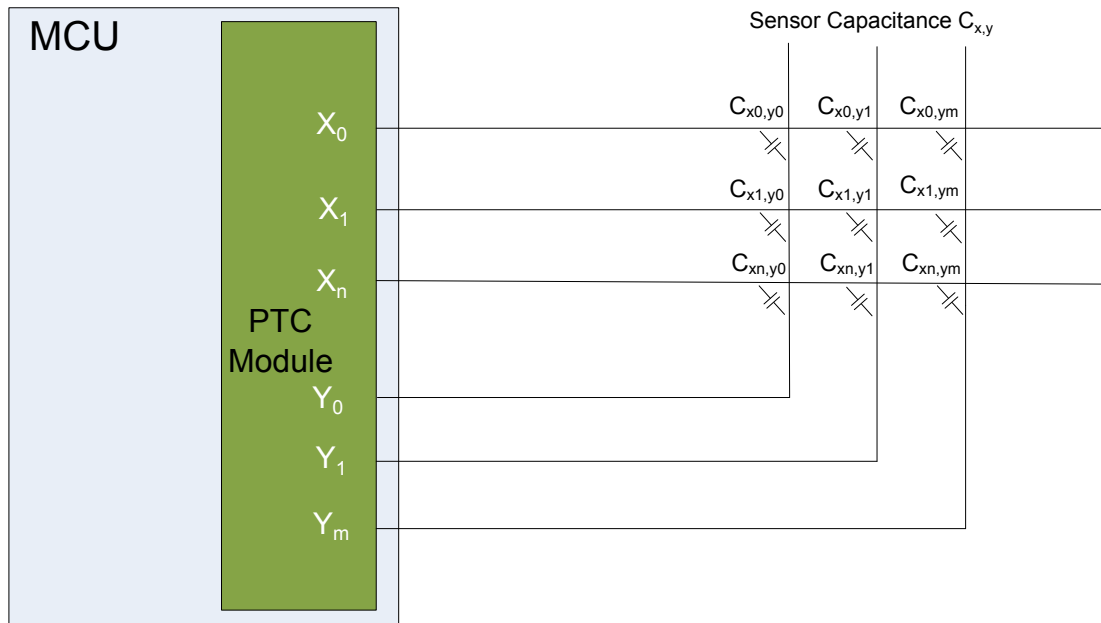 MCU
Sensor Capacitance Cx,y
X0
Cx0,y0 Cx0,y1 Cx0,ym
X1
Cx1,y0 Cx1,y1 Cx1,ym
Xn
Cxn,y0 Cxn,y1 Cxn,ym
PTC
Module
Y0
Y1
Ym